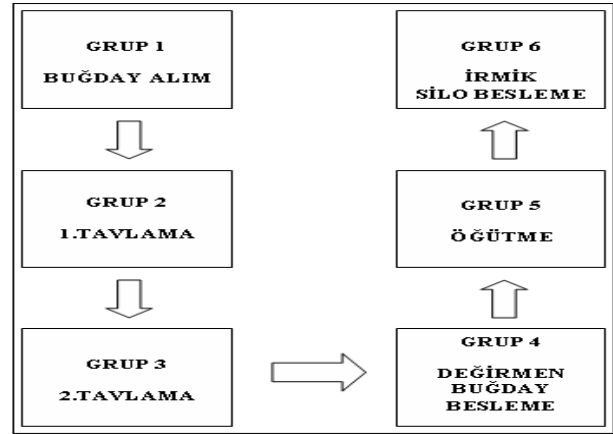 GRUP 1
BUĞDAY ALIM
GRUP 2
1.TAVLAMA
GRUP 3
2.TAVLAMA
GRUP 4
DEĞİRMEN
BUĞDAY
BESLEME
GRUP 5
ÖĞÜTME
GRUP 6
İRMİK
SİLO BESLEME